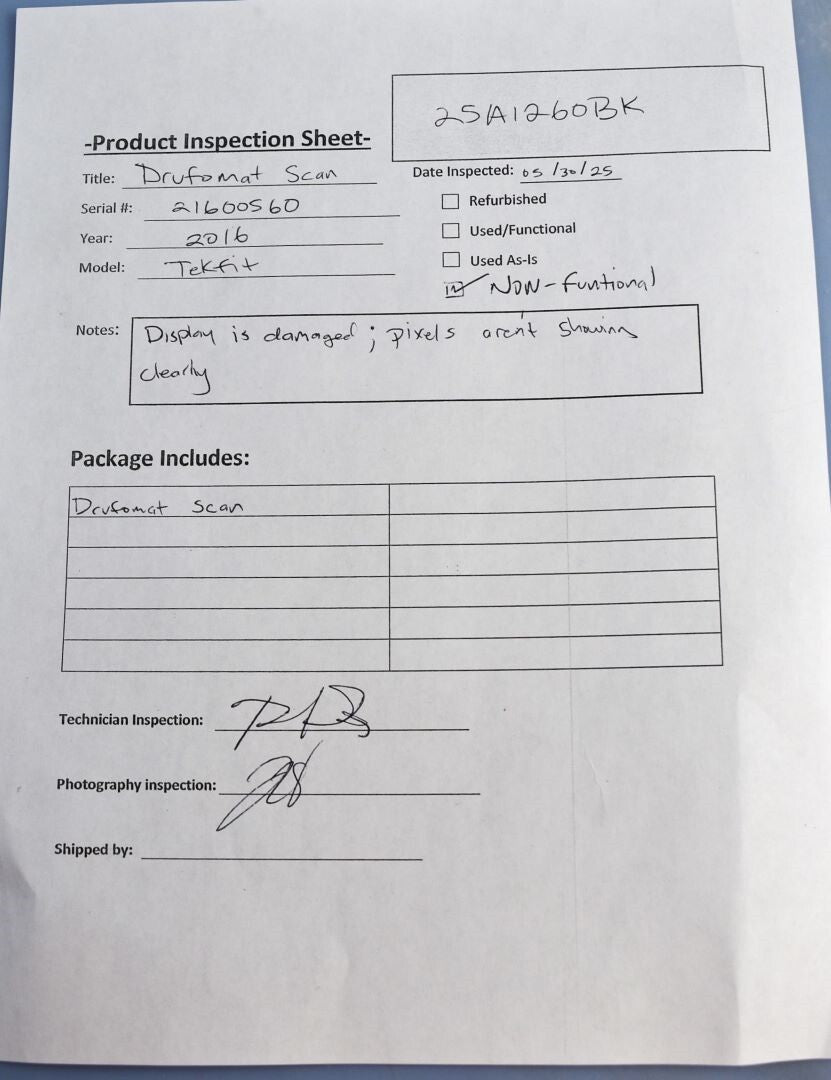 25A1260BK
-Product Inspection Sheet-
Title: Drufomat Scan
Date Inspected: 05/30/25
Serial #: 21600560
Refurbished
Year: 2016
Used/Functional
Model: Tekfit
Used As-Is
Non-Funtional
Notes: Display is damaged; pixels aren't showing
clearly
Package Includes:
Drufomat Scan
Technician Inspection:
Photography inspection:
Shipped by: